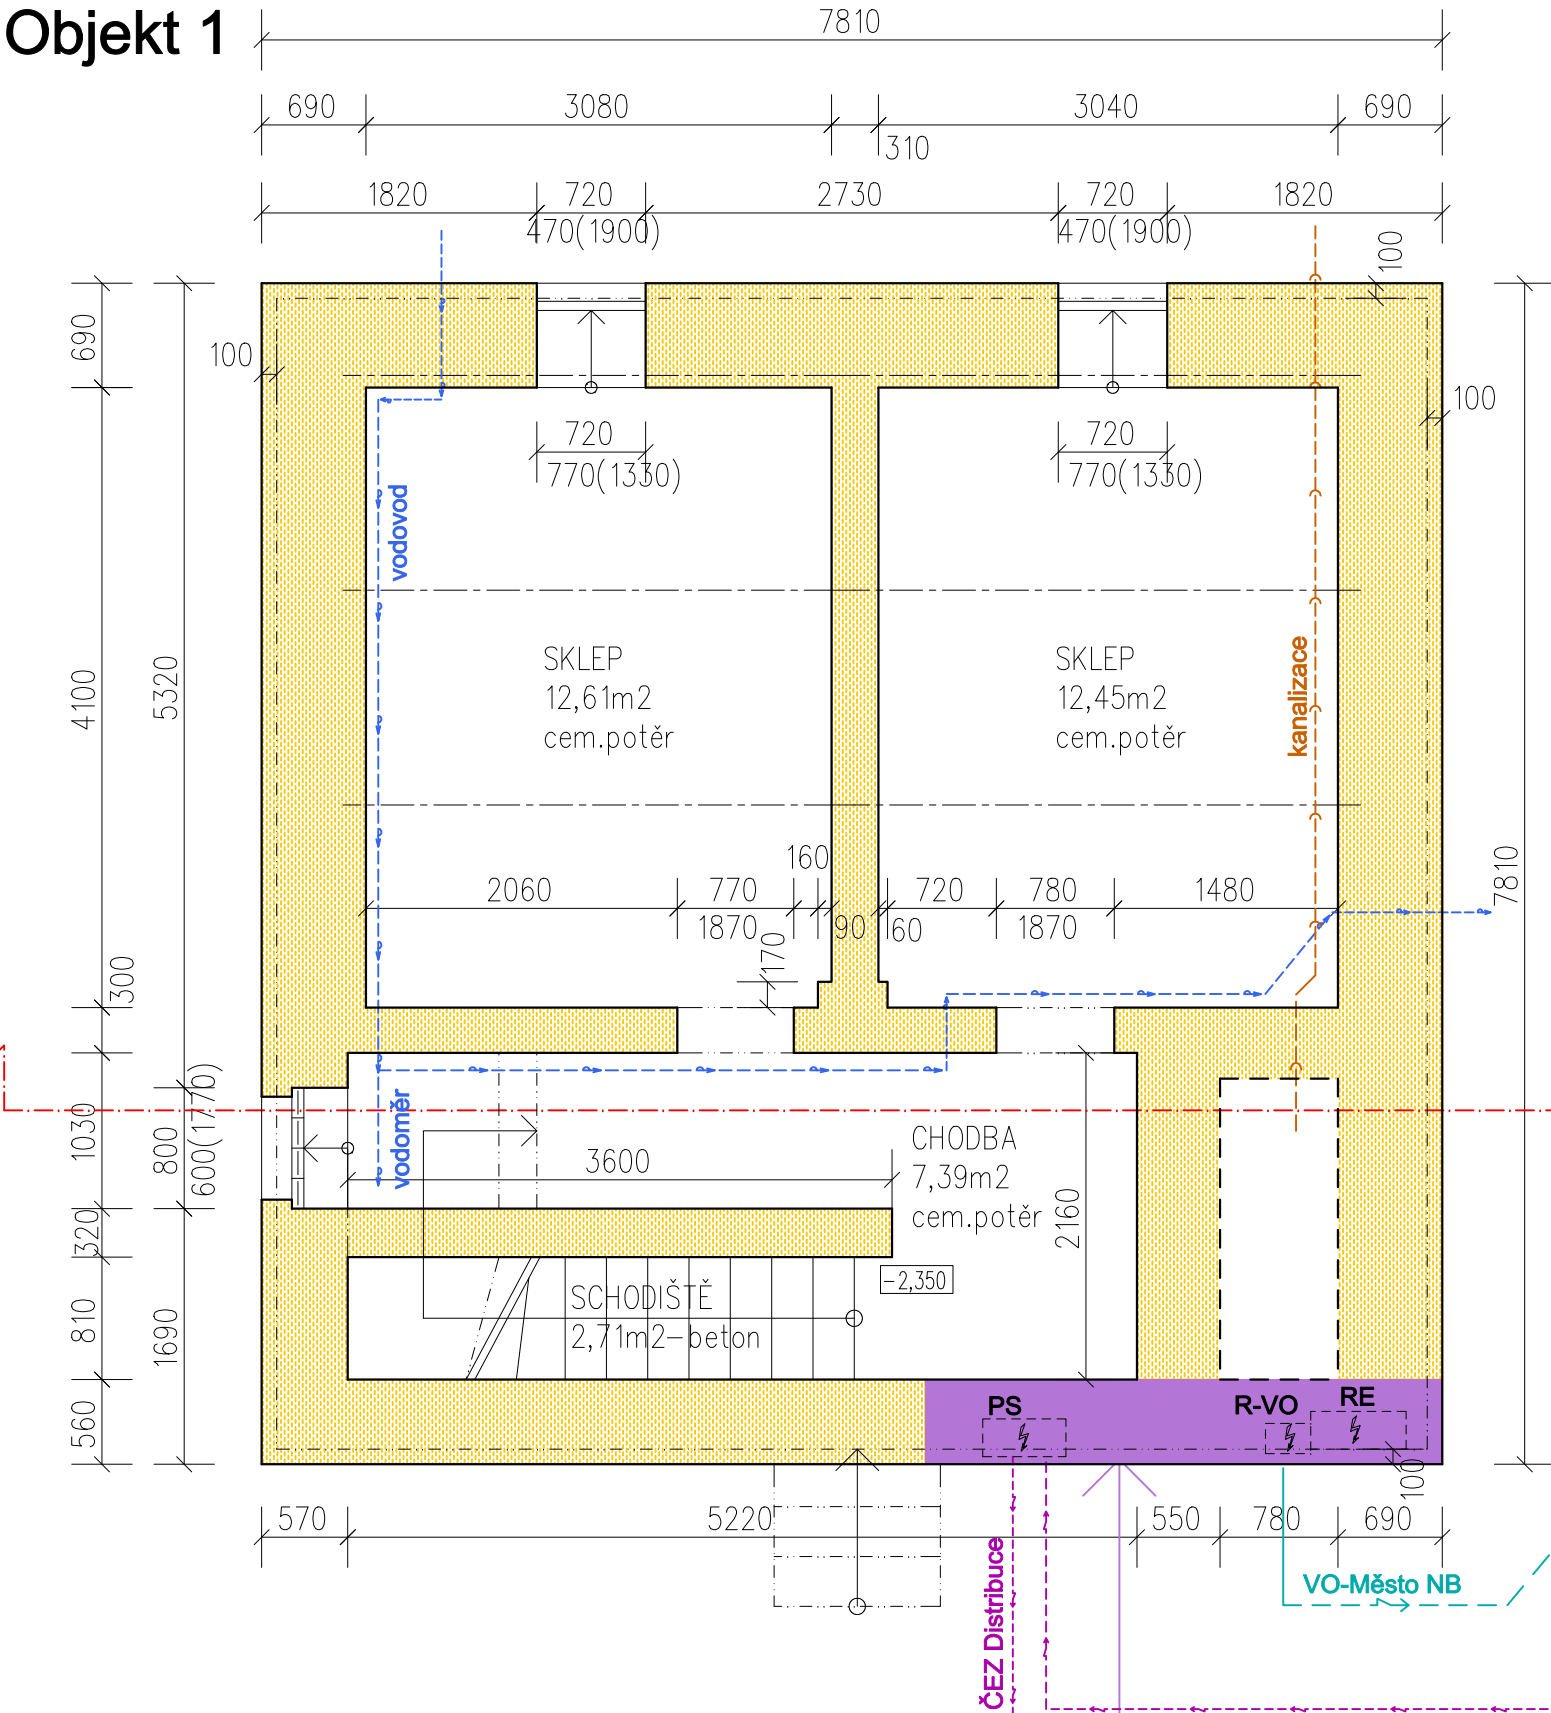 Objekt 1
7810
690
3080
3040
690
310
1820
720
2730
720
1820
470(1900)
470(1900)
100
690
100
100
720
720
770(1330)
770(1330)
vodovod
kanalizace
4100
5320
SKLEP
12,61m2
cem.potěr
SKLEP
12,45m2
cem.potěr
7810
160
2060
770
720
780
1480
1870
90
60
1870
170
300
1030
800
600(1770)
vodoměr
3600
CHODBA
7,39m2
cem.potěr
2160
320
-2,350
SCHODIŠTĚ
2,71m2-beton
810
1690
560
PS
R-VO
RE
100
570
5220
550
780
690
ČEZ Distribuce
VO-Město NB